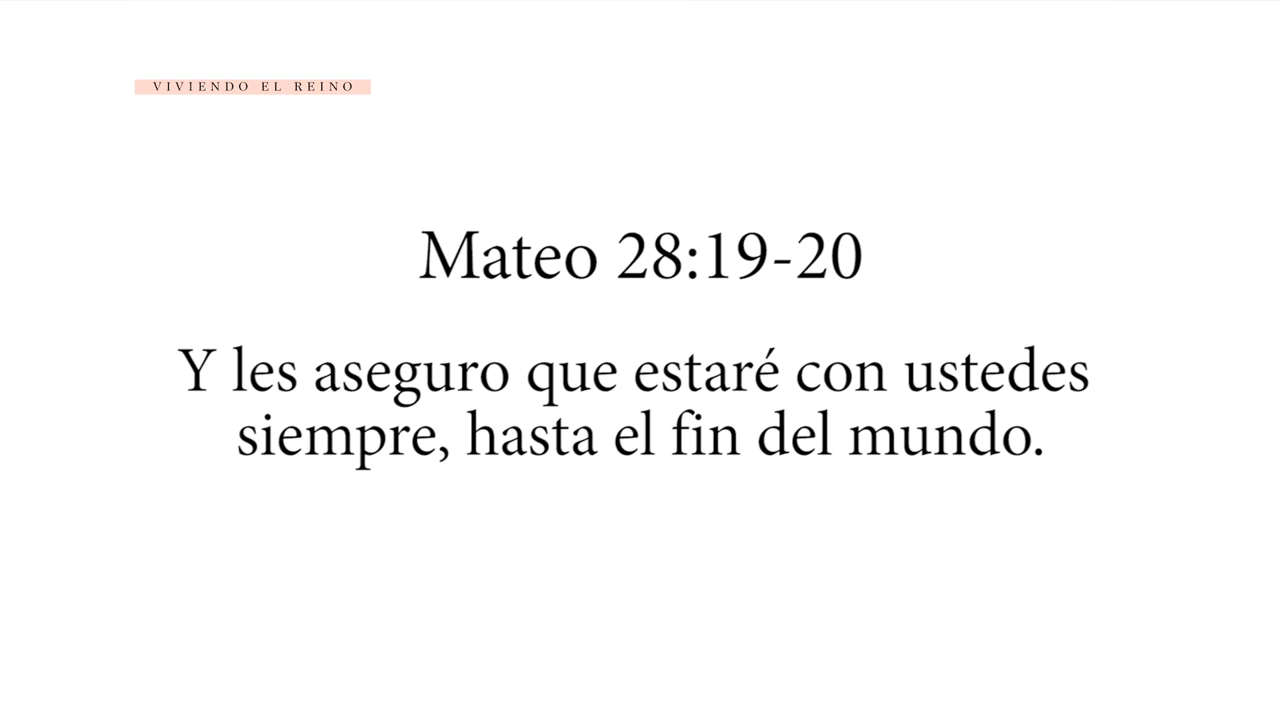 VIVIENDO EL REINO
Mateo 28:19-20
Y les aseguro que estaré con ustedes
siempre, hasta el fin del mundo.